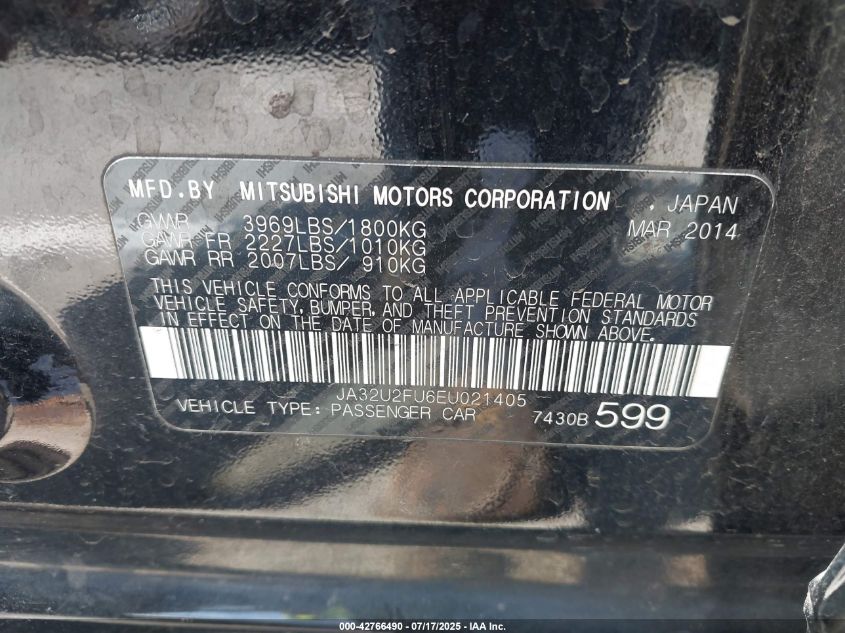 MFD.BY MITSUBISHI MOTORS CORPORATION . JAPAN
GVWR 3969LBS/1800KG MAR 2014
GAWR FR 2227LBS/1010KG
GAWR RR 2007LBS/ 910KG
THIS VEHICLE CONFORMS TO ALL APPLICABLE FEDERAL MOTOR
VEHICLE SAFETY, BUMPER, AND THEFT PREVENTION STANDARDS
IN EFFECT ON THE DATE OF MANUFACTURE SHOWN ABOVE.
JA32U2FU6EU021405
VEHICLE TYPE: PASSENGER CAR 7430B 599
000-42766490 - 07/17/2025 - IAA Inc.